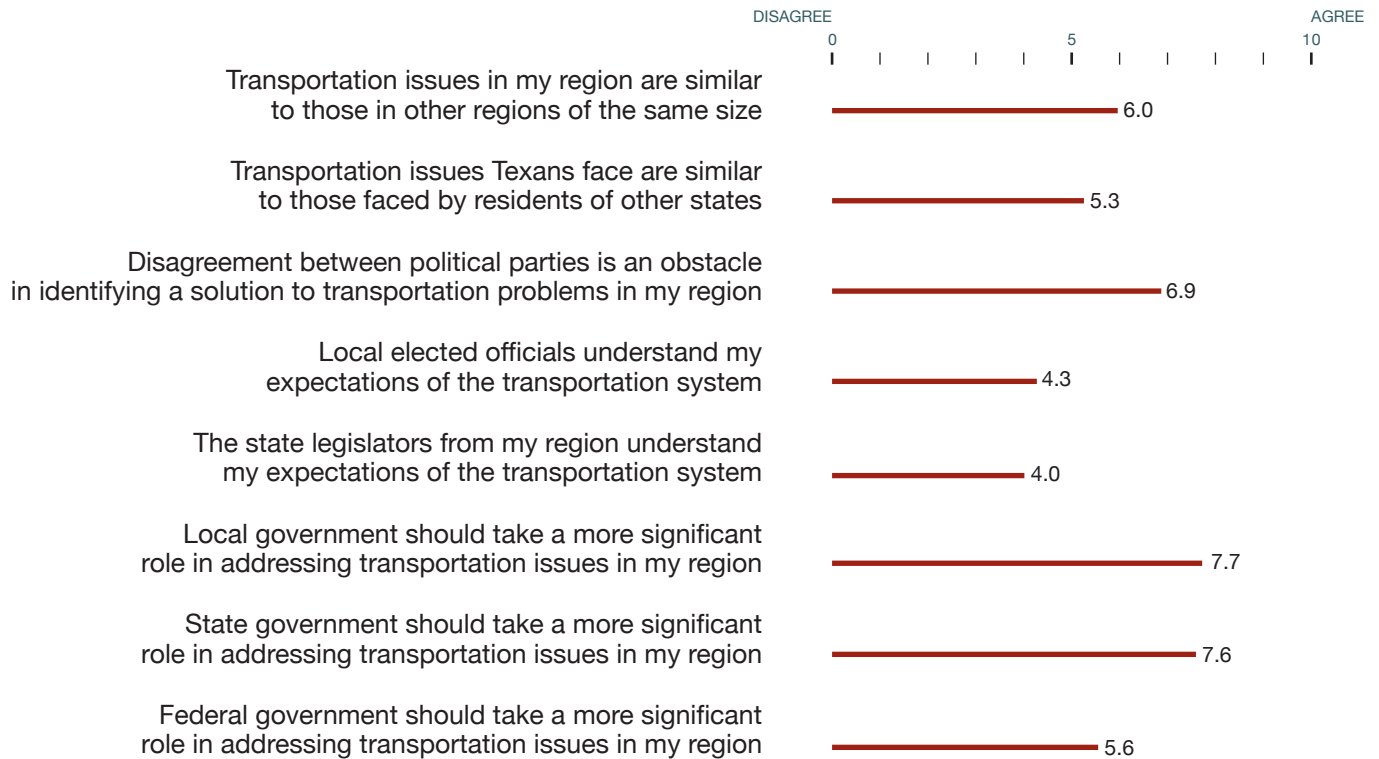 DISAGREE AGREE
0 5 10
Transportation issues in my region are similar
to those in other regions of the same size 6.0
Transportation issues Texans face are similar
to those faced by residents of other states 5.3
Disagreement between political parties is an obstacle
in identifying a solution to transportation problems in my region 6.9
Local elected officials understand my
expectations of the transportation system 4.3
The state legislators from my region understand
my expectations of the transportation system 4.0
Local government should take a more significant
role in addressing transportation issues in my region 7.7
State government should take a more significant
role in addressing transportation issues in my region 7.6
Federal government should take a more significant
role in addressing transportation issues in my region 5.6